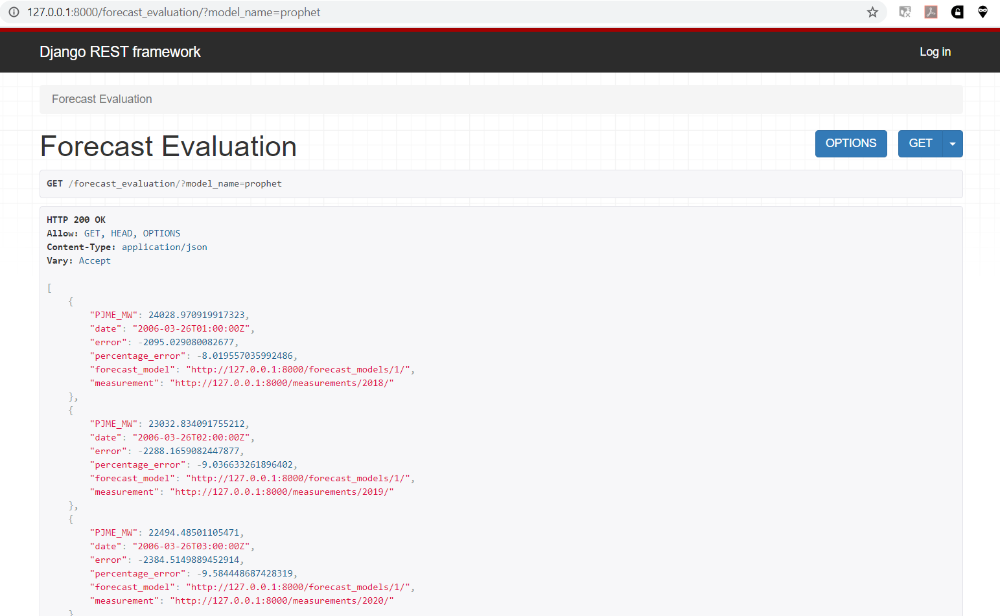 127.0.0.1:8000/forecast_evaluation/?model_name=prophet
Django REST framework
Log in
Forecast Evaluation
Forecast Evaluation
OPTIONS
GET
GET /forecast_evaluation/?model_name=prophet
HTTP 200 OK
Allow: GET, HEAD, OPTIONS
Content-Type: application/json
Vary: Accept
[
{
"PJME_MW": 24028.970919917323,
"date": "2006-03-26T01:00:00Z",
"error": -2095.029080082677,
"percentage_error": -8.019557035992486,
"forecast_model": "http://127.0.0.1:8000/forecast_models/1/",
"measurement": "http://127.0.0.1:8000/measurements/2018/"
},
{
"PJME_MW": 23032.834091755212,
"date": "2006-03-26T02:00:00Z",
"error": -2288.1659082447877,
"percentage_error": -9.036633261896402,
"forecast_model": "http://127.0.0.1:8000/forecast_models/1/",
"measurement": "http://127.0.0.1:8000/measurements/2019/"
},
{
"PJME_MW": 22494.48501105471,
"date": "2006-03-26T03:00:00Z",
"error": -2384.5149889452914,
"percentage_error": -9.584448687428319,
"forecast_model": "http://127.0.0.1:8000/forecast_models/1/",
"measurement": "http://127.0.0.1:8000/measurements/2020/"
}